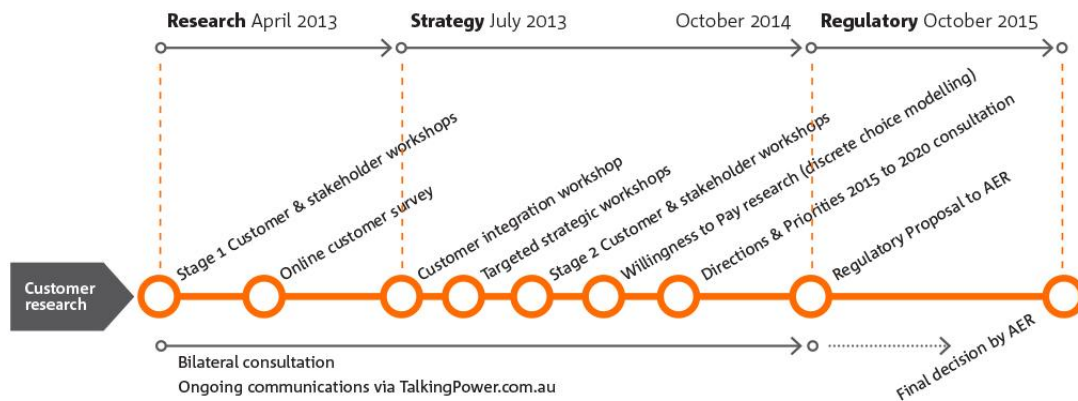 Research April 2013
Strategy July 2013
October 2014
Regulatory October 2015
Stage 1 Customer & stakeholder workshops
Online customer survey
Customer integration workshop
Targeted strategic workshops
Stage 2 Customer & stakeholder workshops
Willingness to Pay research (discrete choice modelling)
Directions & Priorities 2015 to 2020 consultation
Regulatory Proposal to AER
Customer
research
Final decision by AER
Bilateral consultation
Ongoing communications via TalkingPower.com.au